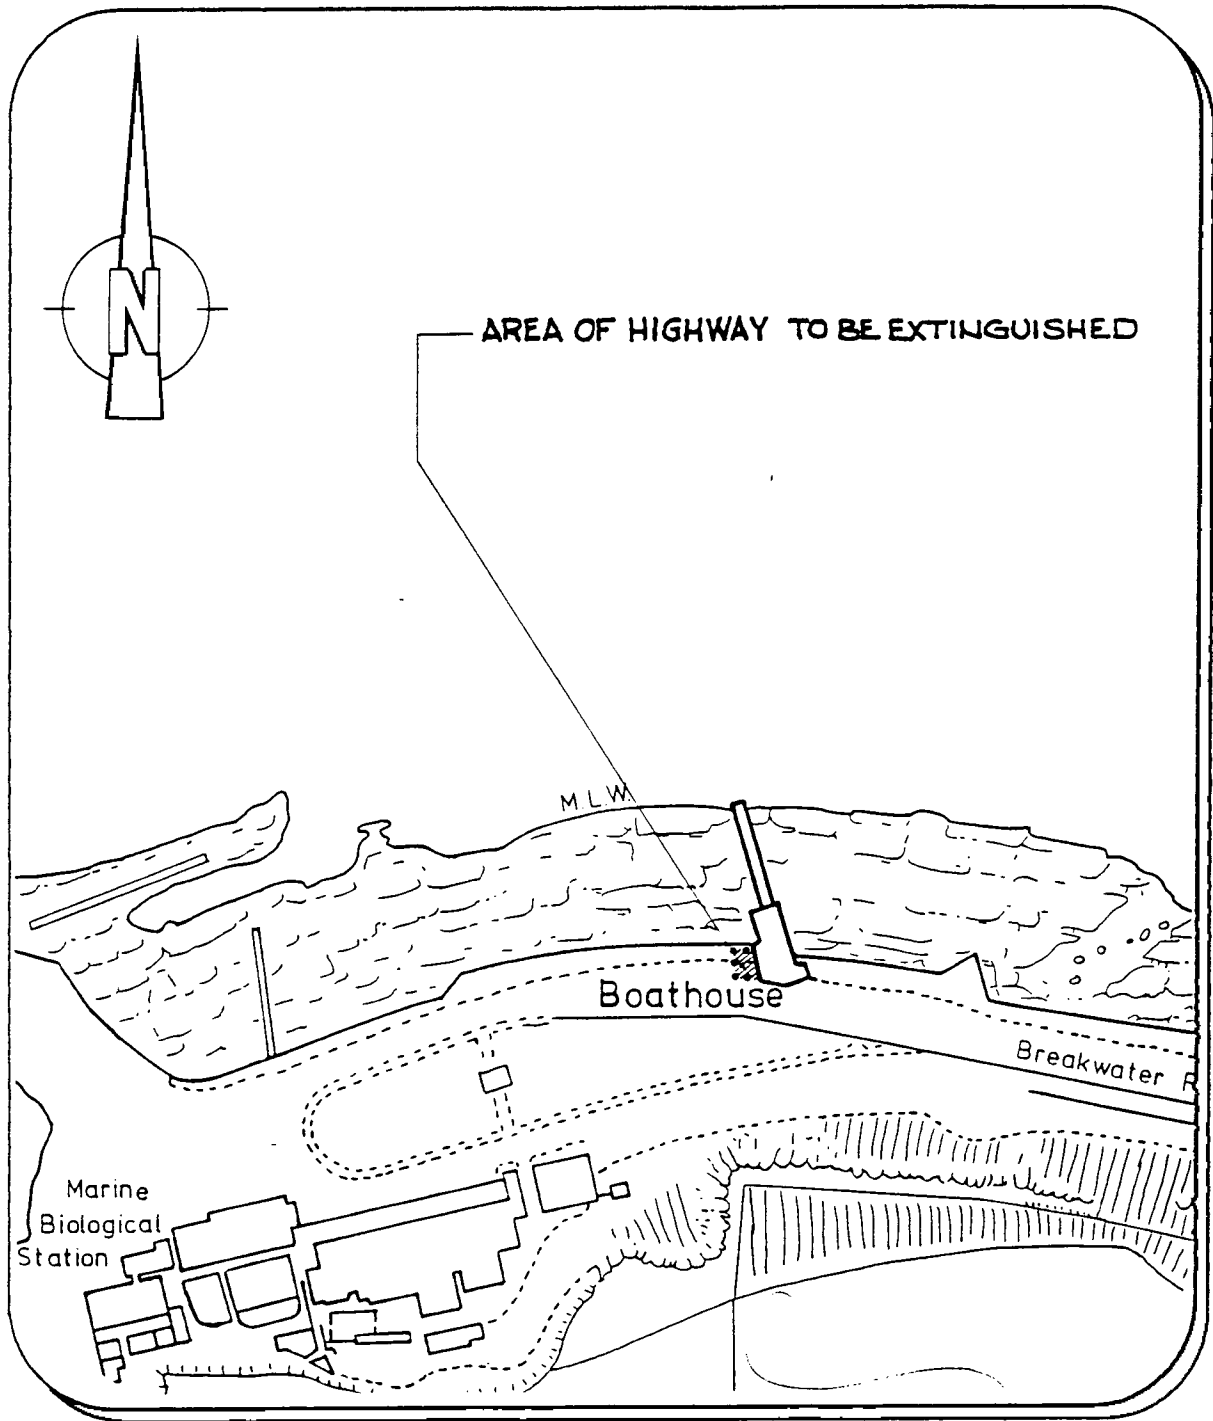 N
AREA OF HIGHWAY TO BE EXTINGUISHED
M.L.W.
Boathouse
Breakwater R
Marine
Biological
Station